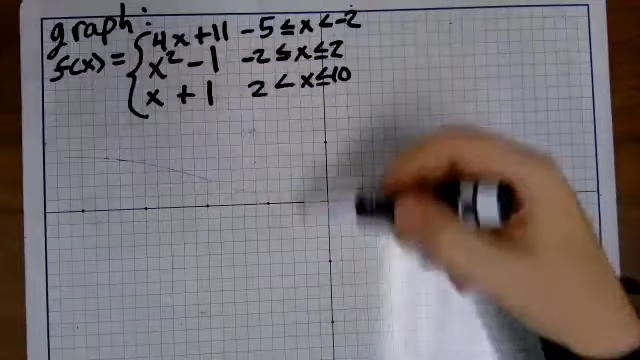 graph:
f(x) = { 4x+11 -5 ≤ x < -2
x² - 1 -2 ≤ x ≤ 2
x + 1 2 < x ≤ 10